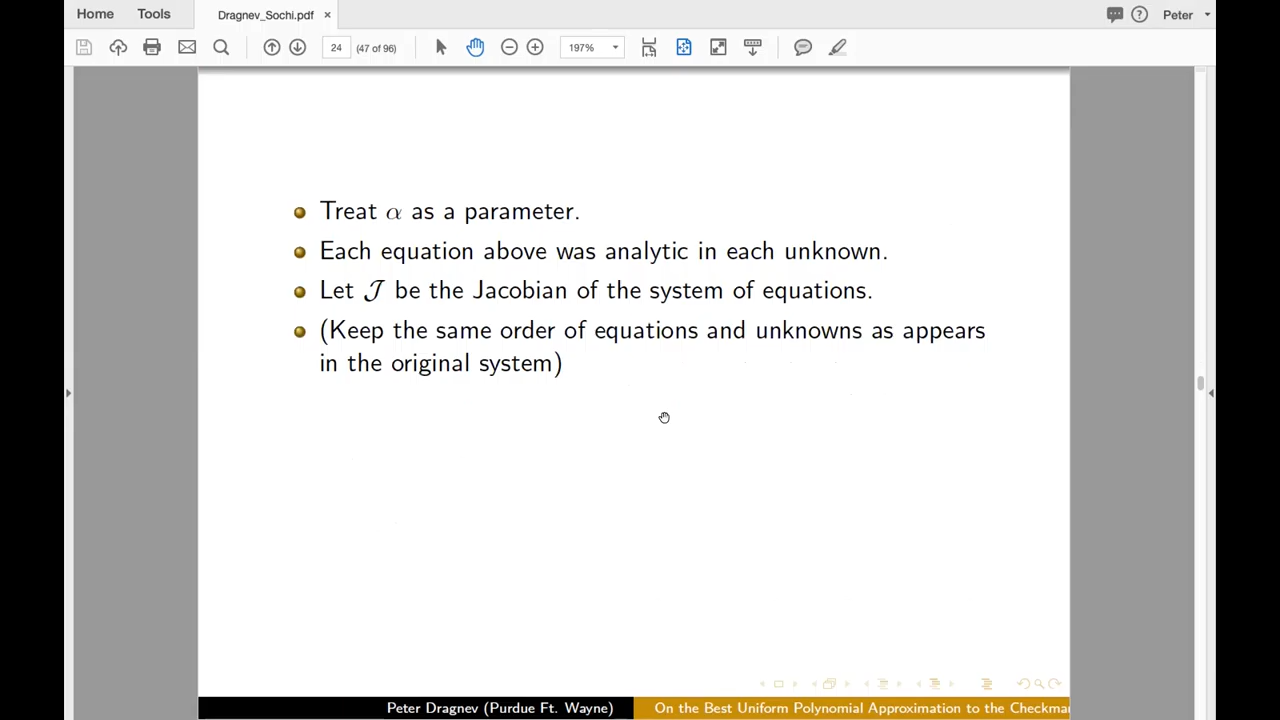 Home Tools Dragnev_Sochi.pdf × Peter
24 (47 of 96) 197%
Treat α as a parameter.
Each equation above was analytic in each unknown.
Let 𝒥 be the Jacobian of the system of equations.
(Keep the same order of equations and unknowns as appears
in the original system)
Peter Dragnev (Purdue Ft. Wayne) On the Best Uniform Polynomial Approximation to the Checkmar